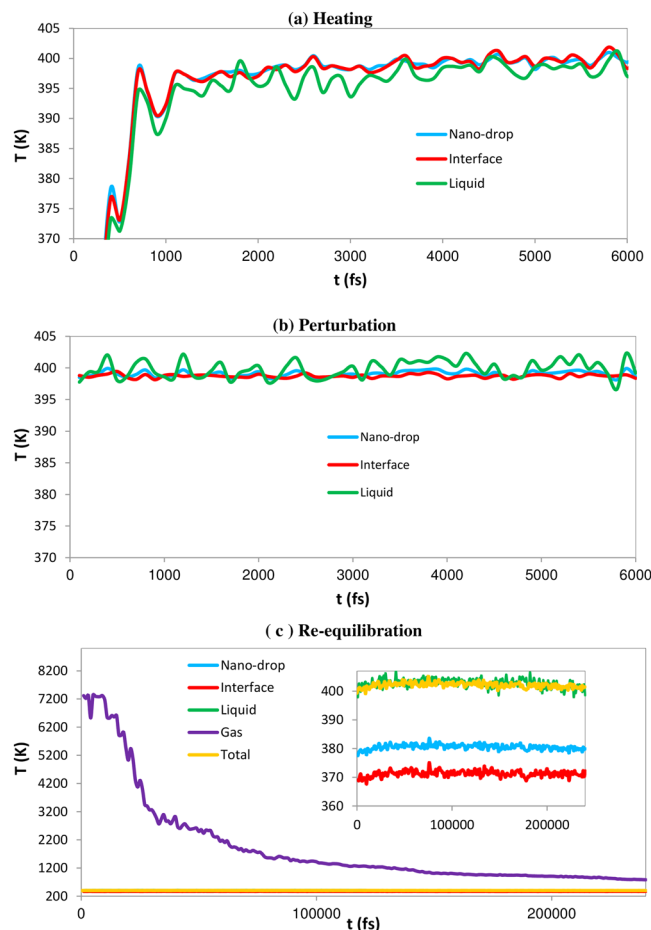 (a) Heating
405
400
395
390
385
380
375
370
T (K)
Nano-drop
Interface
Liquid
0 1000 2000 3000 4000 5000 6000
t (fs)
(b) Perturbation
405
400
395
390
385
380
375
370
T (K)
Nano-drop
Interface
Liquid
0 1000 2000 3000 4000 5000 6000
t (fs)
( c ) Re-equilibration
8200
7200
6200
5200
4200
3200
2200
1200
200
T (K)
Nano-drop
Interface
Liquid
Gas
Total
400
390
380
370
360
0 100000 200000
0 100000 200000
t (fs)